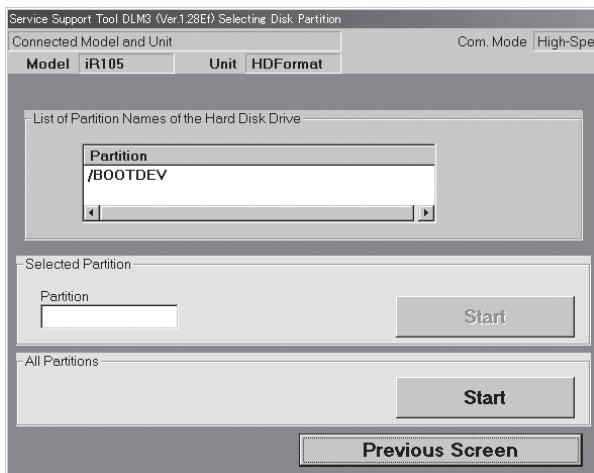 Service Support Tool DLM3 (Ver.1.28Ef) Selecting Disk Partition
Connected Model and Unit
Com. Mode High-Spe
Model iR105 Unit HDFormat
List of Partition Names of the Hard Disk Drive
Partition
/BOOTDEV
Selected Partition
Partition
Start
All Partitions
Start
Previous Screen